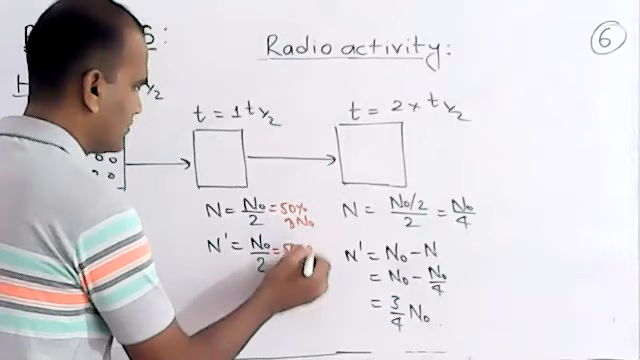 Radio activity:
6
t = 1 t½
t = 2 × t½
N = N₀/2 = 50%
3N₀
N = N₀/2/2 = N₀/4
N' = N₀/2 =
N' = N₀ - N
= N₀ - N₀/4
= 3/4 N₀